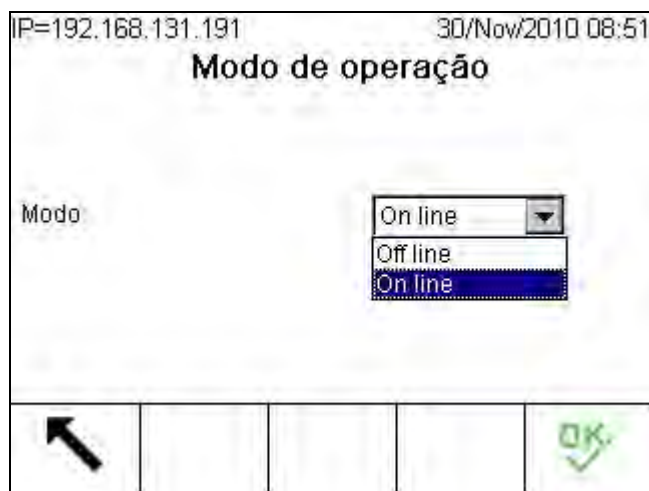 IP=192.168.131.191 30/Nov/2010 08:51
Modo de operação
Modo: On line
Off line
On line
OK